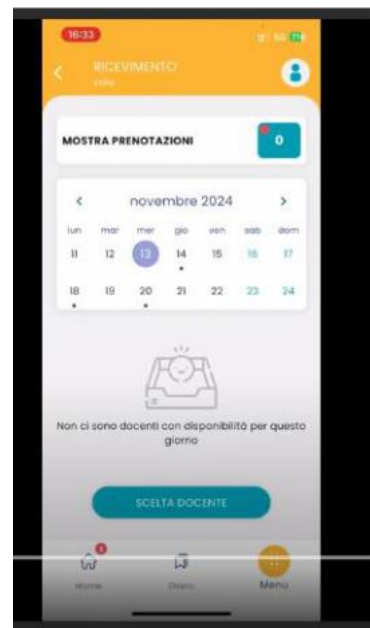 16:33
RICEVIMENTO
MOSTRA PRENOTAZIONI 0
novembre 2024
lun mar mer gio ven sab dom
11 12 13 14 15 16 17
18 19 20 21 22 23 24
Non ci sono docenti con disponibilità per questo
giorno
SCELTA DOCENTE
Home Diario Menu